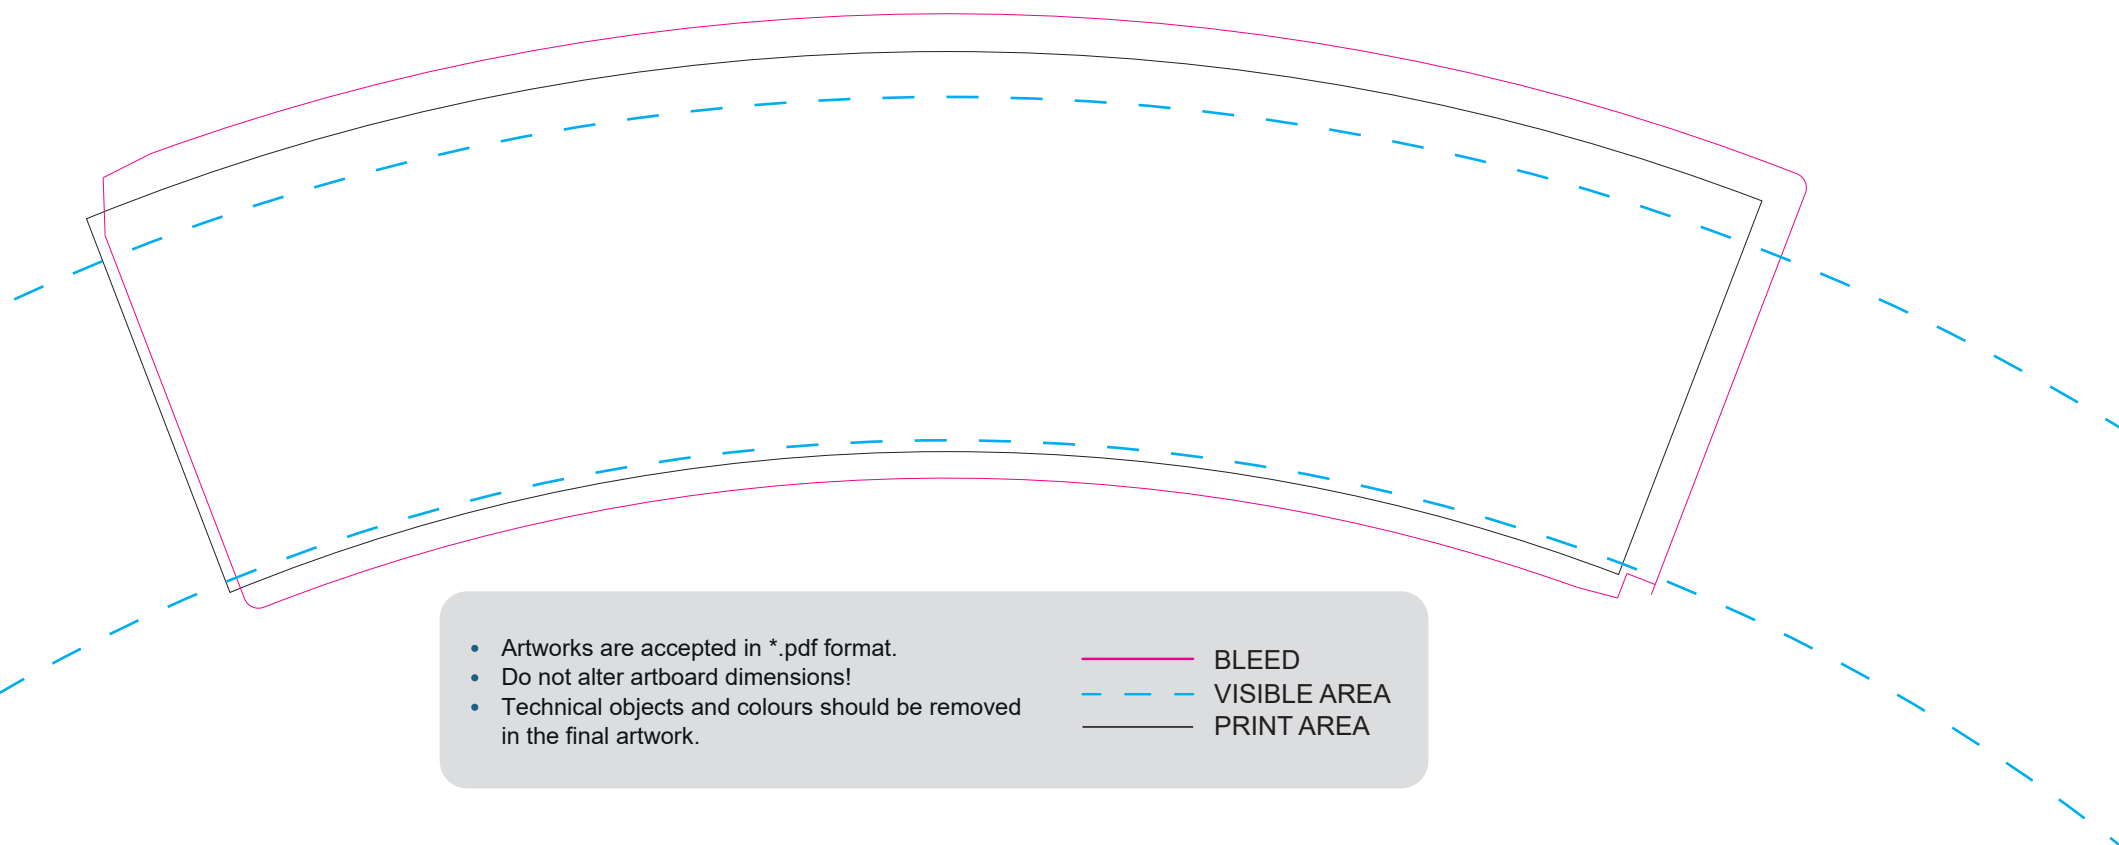 • Artworks are accepted in *.pdf format.
• Do not alter artboard dimensions!
• Technical objects and colours should be removed
in the final artwork.
BLEED
VISIBLE AREA
PRINT AREA